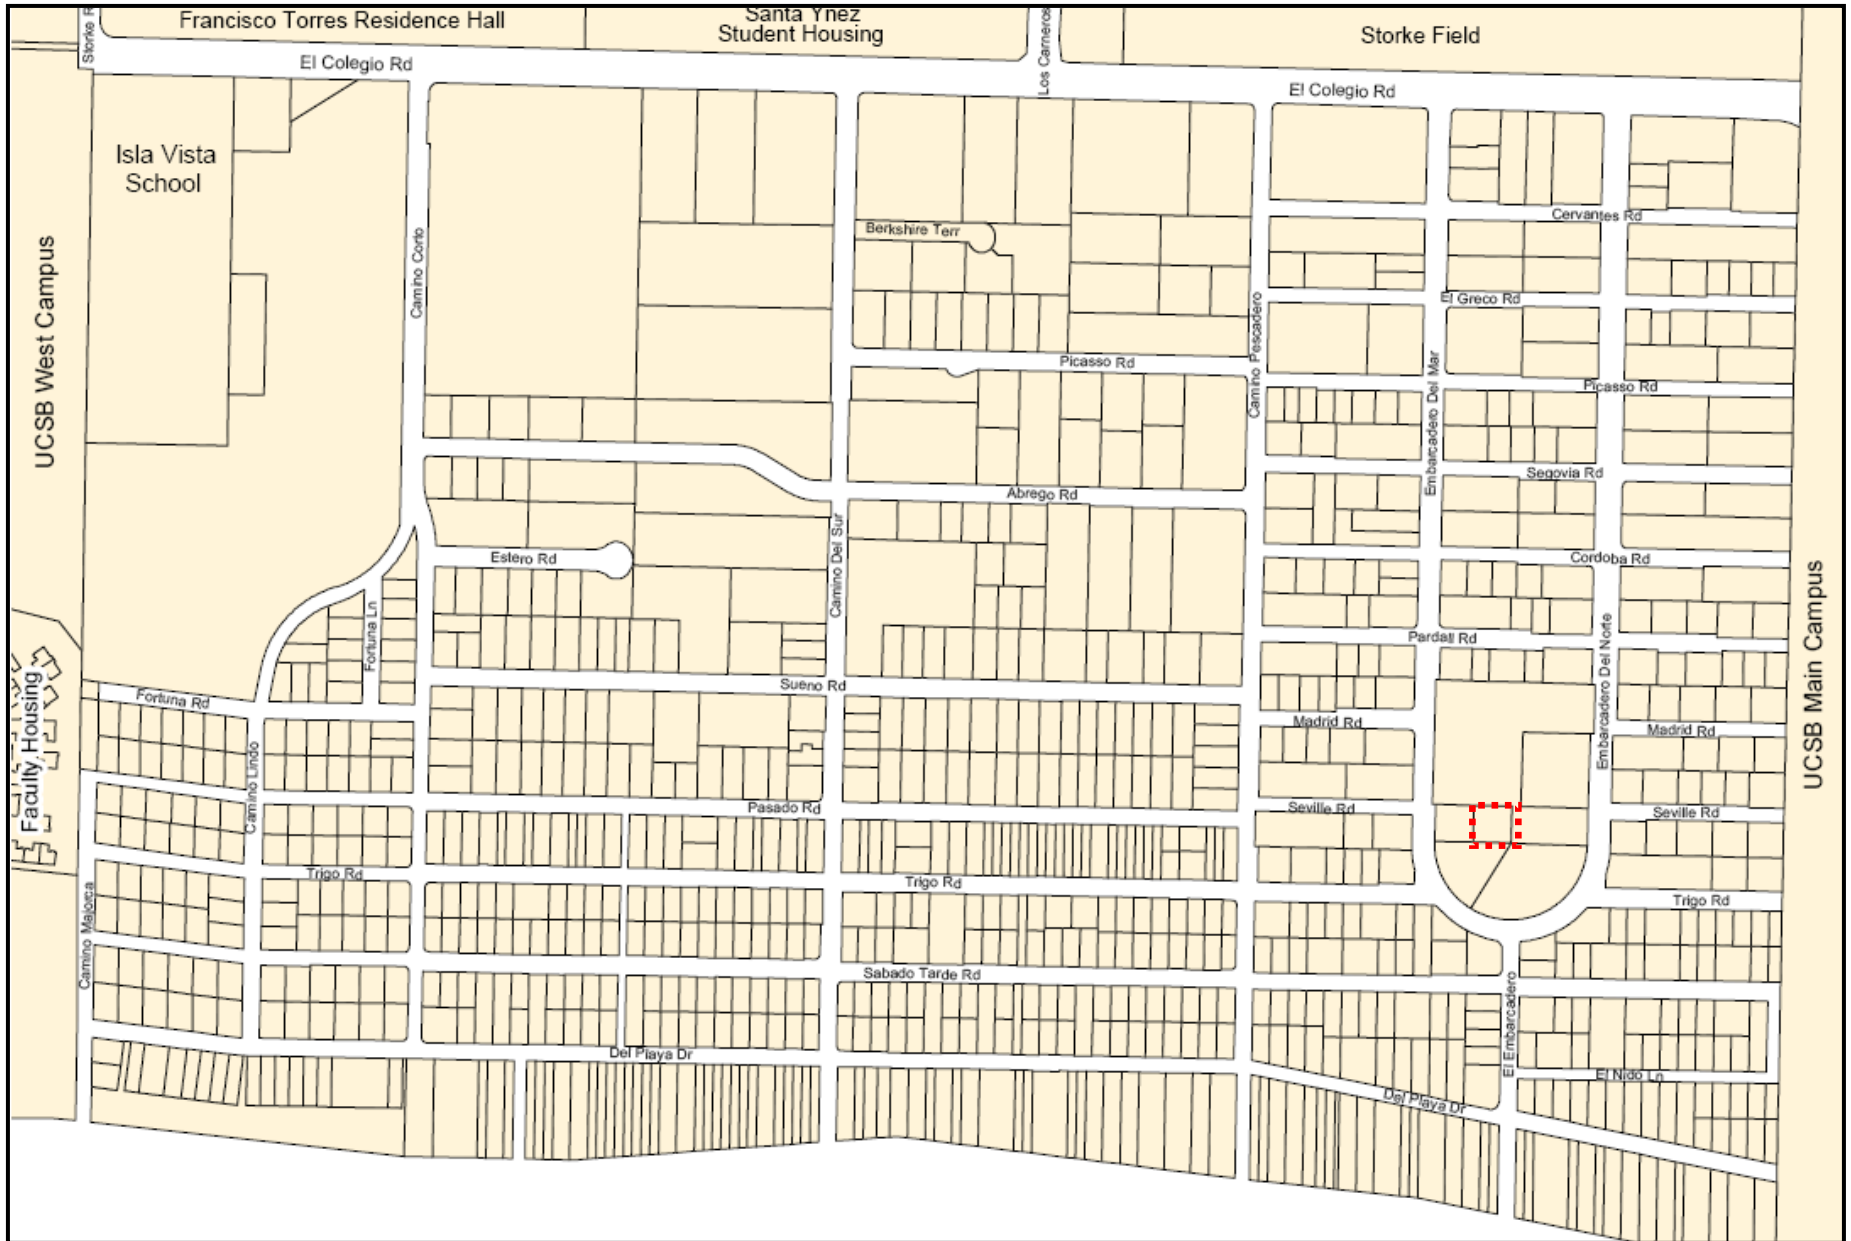 Francisco Torres Residence Hall
Santa Ynez
Student Housing
Storke Field
Storke R
El Colegio Rd
Los Carneros
El Colegio Rd
Isla Vista
School
Cervantes Rd
Berkshire Terr
Camino Corto
UCSB West Campus
El Greco Rd
Camino Pescadero
Picasso Rd
Embarcadero Del Mar
Picasso Rd
Segovia Rd
Abrego Rd
Camino Del Sur
Estero Rd
Cordoba Rd
UCSB Main Campus
Fortuna Ln
Pardall Rd
Embarcadero Del Norte
Faculty Housing
Fortuna Rd
Sueno Rd
Madrid Rd
Madrid Rd
Camino Lindo
Pasado Rd
Seville Rd
Seville Rd
Trigo Rd
Trigo Rd
Trigo Rd
Camino Majorca
Sabado Tarde Rd
El Embarcadero
Del Playa Dr
El Nido Ln
Del Playa Dr